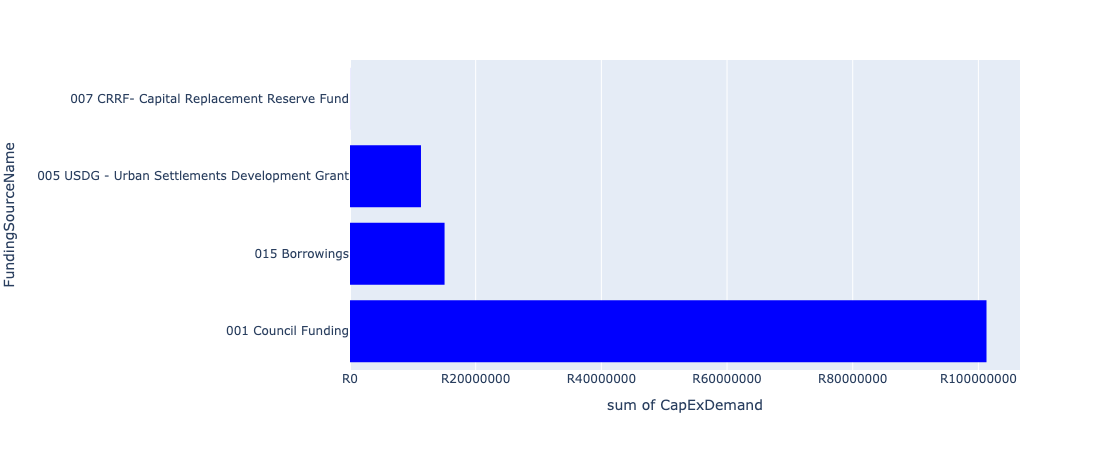 FundingSourceName
007 CRRF- Capital Replacement Reserve Fund
005 USDG - Urban Settlements Development Grant
015 Borrowings
001 Council Funding
R0 R20000000 R40000000 R60000000 R80000000 R100000000
sum of CapExDemand